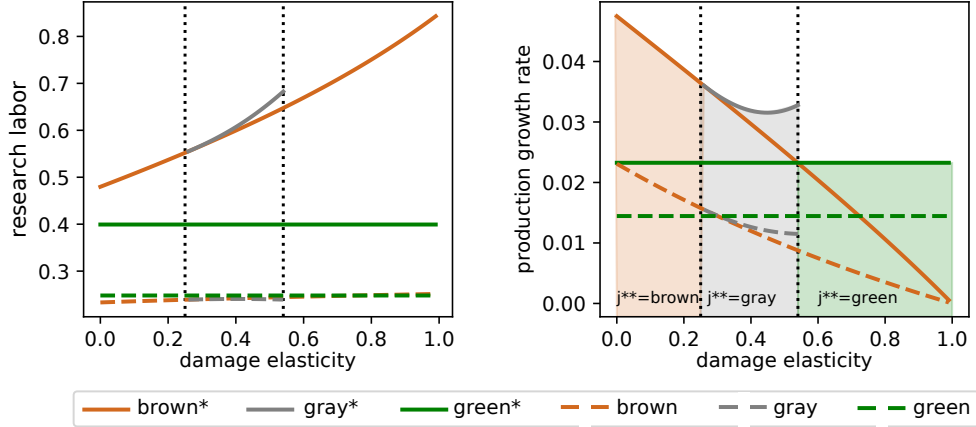 research labor
0.8
0.7
0.6
0.5
0.4
0.3
0.0 0.2 0.4 0.6 0.8 1.0
damage elasticity
production growth rate
0.04
0.03
0.02
0.01
0.00
j**=brown j**=gray j**=green
0.0 0.2 0.4 0.6 0.8 1.0
damage elasticity
brown* gray* green* brown gray green